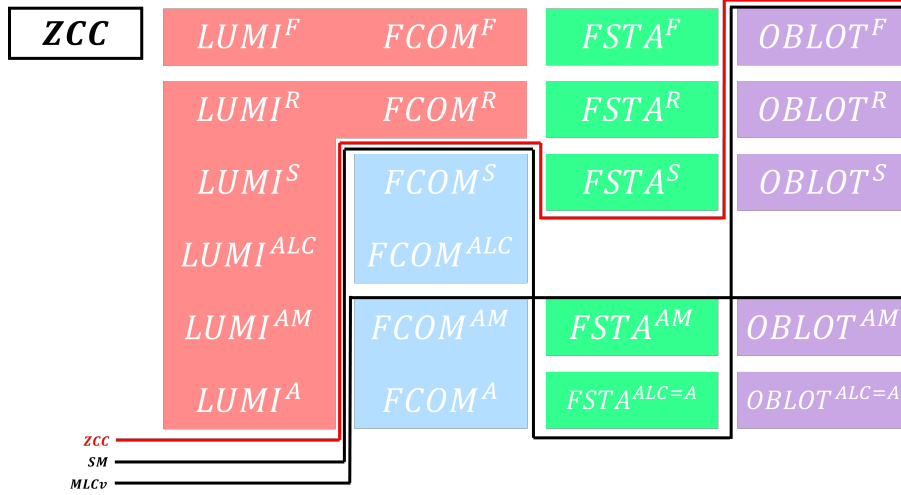 ZCC LUMI^F FCOM^F FSTA^F OBLOT^F
LUMI^R FCOM^R FSTA^R OBLOT^R
LUMI^S FCOM^S FSTA^S OBLOT^S
LUMI^ALC FCOM^ALC
LUMI^AM FCOM^AM FSTA^AM OBLOT^AM
LUMI^A FCOM^A FSTA^ALC=A OBLOT^ALC=A
ZCC
SM
MLCv